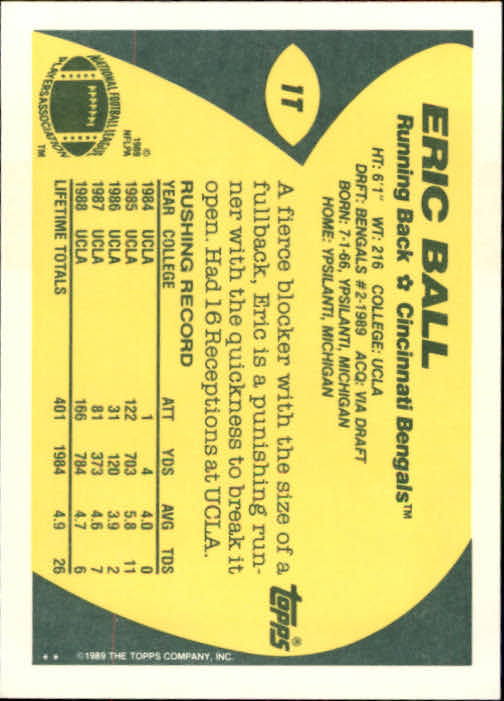 1T
ERIC BALL
Running Back ✩ Cincinnati Bengals™
HT: 6'1" WT: 216 COLLEGE: UCLA
DRFT: BENGALS #2-1989 ACQ: VIA DRAFT
BORN: 7-1-66, YPSILANTI, MICHIGAN
HOME: YPSILANTI, MICHIGAN
A fierce blocker with the size of a
fullback, Eric is a punishing run-
ner with the quickness to break it
open. Had 16 Receptions at UCLA.
RUSHING RECORD
YEAR COLLEGE ATT YDS AVG TDS
1984 UCLA 1 4 4.0 0
1985 UCLA 122 703 5.8 11
1986 UCLA 31 120 3.9 2
1987 UCLA 81 373 4.6 7
1988 UCLA 166 784 4.7 6
LIFETIME TOTALS 401 1984 4.9 26
NATIONAL FOOTBALL LEAGUE
PLAYERS ASSOCIATION
™
©
1989
NFLPA
topps®
** ©1989 THE TOPPS COMPANY, INC.